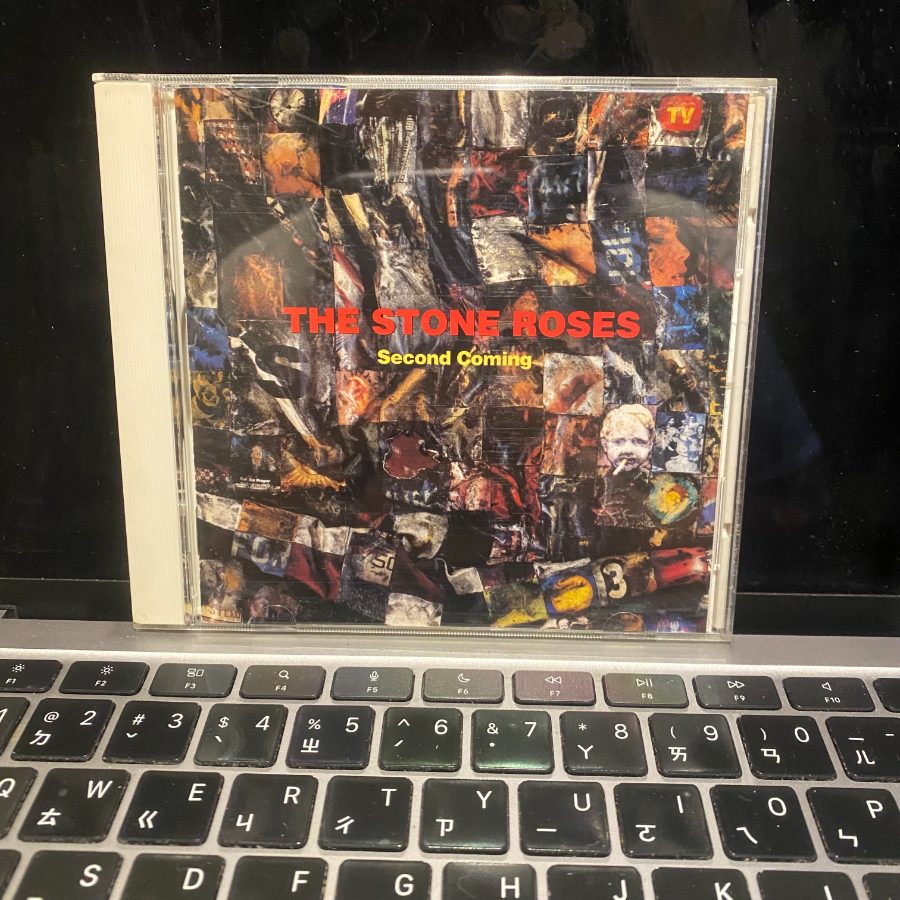 TV
THE STONE ROSES
Second Coming
S
3
F1 F2 F3 F4 F5 F6 F7 F8 F9 F10
@ 2 ㄉ # 3 ˇ $ 4 ˋ % 5 ㄓ ^ 6 ˊ & 7 ˙ * 8 ㄚ ( 9 ㄞ ) 0 ㄢ — - ㄦ
Q W ㄊ E ㄍ R ㄐ T ㄔ Y ㄗ U ㄧ I ㄛ O ㄟ P ㄣ
S D F G H J K L